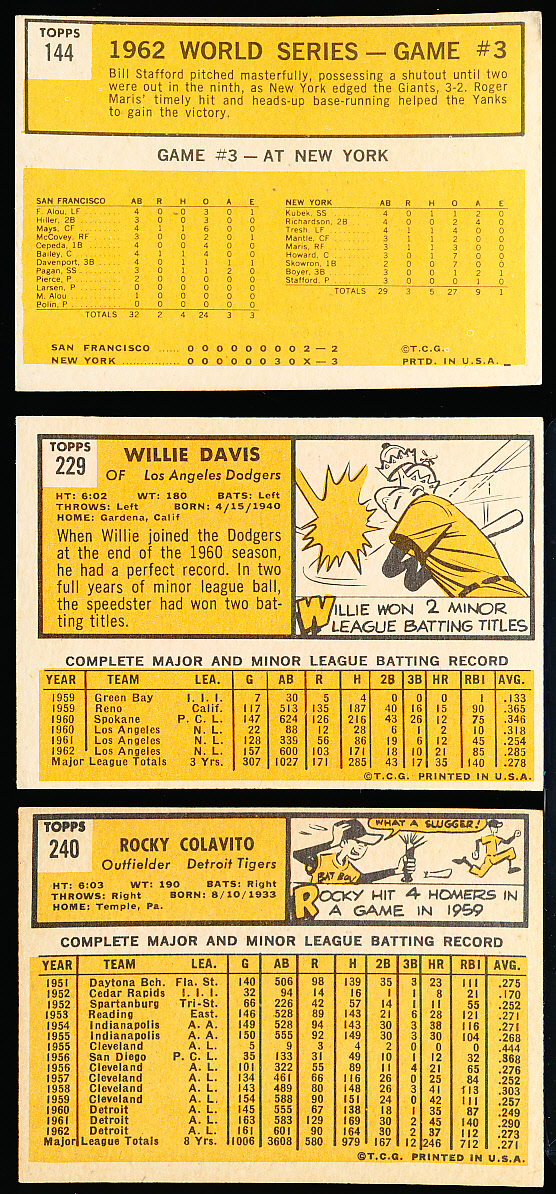 TOPPS
144
1962 WORLD SERIES — GAME #3
Bill Stafford pitched masterfully, possessing a shutout until two
were out in the ninth, as New York edged the Giants, 3-2. Roger
Maris' timely hit and heads-up base-running helped the Yanks
to gain the victory.
GAME #3 — AT NEW YORK
SAN FRANCISCO AB R H O A E
F. Alou, LF 4 0 0 3 0 1
Hiller, 2B 3 0 0 3 0 0
Mays, CF 4 1 1 6 0 0
McCovey, RF 3 0 0 2 0 1
Cepeda, 1B 4 0 0 4 0 0
Bailey, C 4 1 1 4 0 0
Davenport, 3B 4 0 1 1 1 1
Pagan, SS 3 0 1 1 2 0
Pierce, P 2 0 0 0 0 0
Larsen, P 0 0 0 0 0 0
M. Alou 1 0 0 0 0 0
Bolin, P 0 0 0 0 0 0
TOTALS 32 2 4 24 3 3
NEW YORK AB R H O A E
Kubek, SS 4 0 1 1 2 0
Richardson, 2B 4 0 0 2 4 0
Tresh, LF 4 1 1 4 0 0
Mantle, CF 3 1 1 2 0 0
Maris, RF 3 1 1 3 0 0
Howard, C 3 0 1 7 0 0
Skowron, 1B 2 0 0 7 0 0
Boyer, 3B 3 0 0 1 2 1
Stafford, P 3 0 0 0 1 0
TOTALS 29 3 5 27 9 1
SAN FRANCISCO ...... 0 0 0 0 0 0 0 0 2 — 2
NEW YORK ................ 0 0 0 0 0 0 3 0 X — 3
©T.C.G.
PRTD. IN U.S.A.
TOPPS
229
WILLIE DAVIS
OF Los Angeles Dodgers
HT: 6:02 WT: 180 BATS: Left
THROWS: Left BORN: 4/15/1940
HOME: Gardena, Calif
When Willie joined the Dodgers
at the end of the 1960 season,
he had a perfect record. In two
full years of minor league ball,
the speedster had won two bat-
ting titles.
WILLIE WON 2 MINOR
LEAGUE BATTING TITLES
COMPLETE MAJOR AND MINOR LEAGUE BATTING RECORD
YEAR TEAM LEA. G AB R H 2B 3B HR RBI AVG.
1959 Green Bay I. I. I. 7 30 5 4 0 0 0 1 .133
1959 Reno Calif. 117 513 135 187 40 16 15 90 .365
1960 Spokane P. C. L. 147 624 126 216 43 26 12 75 .346
1960 Los Angeles N. L. 22 88 12 28 6 1 2 10 .318
1961 Los Angeles N. L. 128 339 56 86 19 6 12 45 .254
1962 Los Angeles N. L. 157 600 103 171 18 10 21 85 .285
Major League Totals 3 Yrs. 307 1027 171 285 43 17 35 140 .278
©T.C.G. PRINTED IN U.S.A.
TOPPS
240
ROCKY COLAVITO
Outfielder Detroit Tigers
HT: 6:03 WT: 190 BATS: Right
THROWS: Right BORN: 8/10/1933
HOME: Temple, Pa.
WHAT A SLUGGER!
BAT BOY
ROCKY HIT 4 HOMERS IN
A GAME IN 1959
COMPLETE MAJOR AND MINOR LEAGUE BATTING RECORD
YEAR TEAM LEA. G AB R H 2B 3B HR RBI AVG.
1951 Daytona Bch. Fla. St. 140 506 98 139 35 3 23 111 .275
1952 Cedar Rapids I. I. I. 32 94 14 16 1 1 8 21 .170
1952 Spartanburg Tri-St. 66 226 42 57 14 1 11 55 .252
1953 Reading East. 146 528 89 143 21 6 28 121 .271
1954 Indianapolis A. A. 149 528 94 143 30 3 38 116 .271
1955 Indianapolis A. A. 150 555 92 149 30 3 30 104 .268
1955 Cleveland A. L. 5 9 3 4 2 0 0 0 .444
1956 San Diego P. C. L. 35 133 31 49 10 1 12 32 .368
1956 Cleveland A. L. 101 322 55 89 11 4 21 65 .276
1957 Cleveland A. L. 134 461 66 116 26 0 25 84 .252
1958 Cleveland A. L. 143 489 80 148 26 3 41 113 .303
1959 Cleveland A. L. 154 588 90 151 24 0 42 111 .257
1960 Detroit A. L. 145 555 67 138 18 1 35 87 .249
1961 Detroit A. L. 163 583 129 169 30 2 45 140 .290
1962 Detroit A. L. 161 601 90 164 30 2 37 112 .273
Major League Totals 8 Yrs. 1006 3608 580 979 167 12 246 712 .271
©T.C.G. PRINTED IN U.S.A.